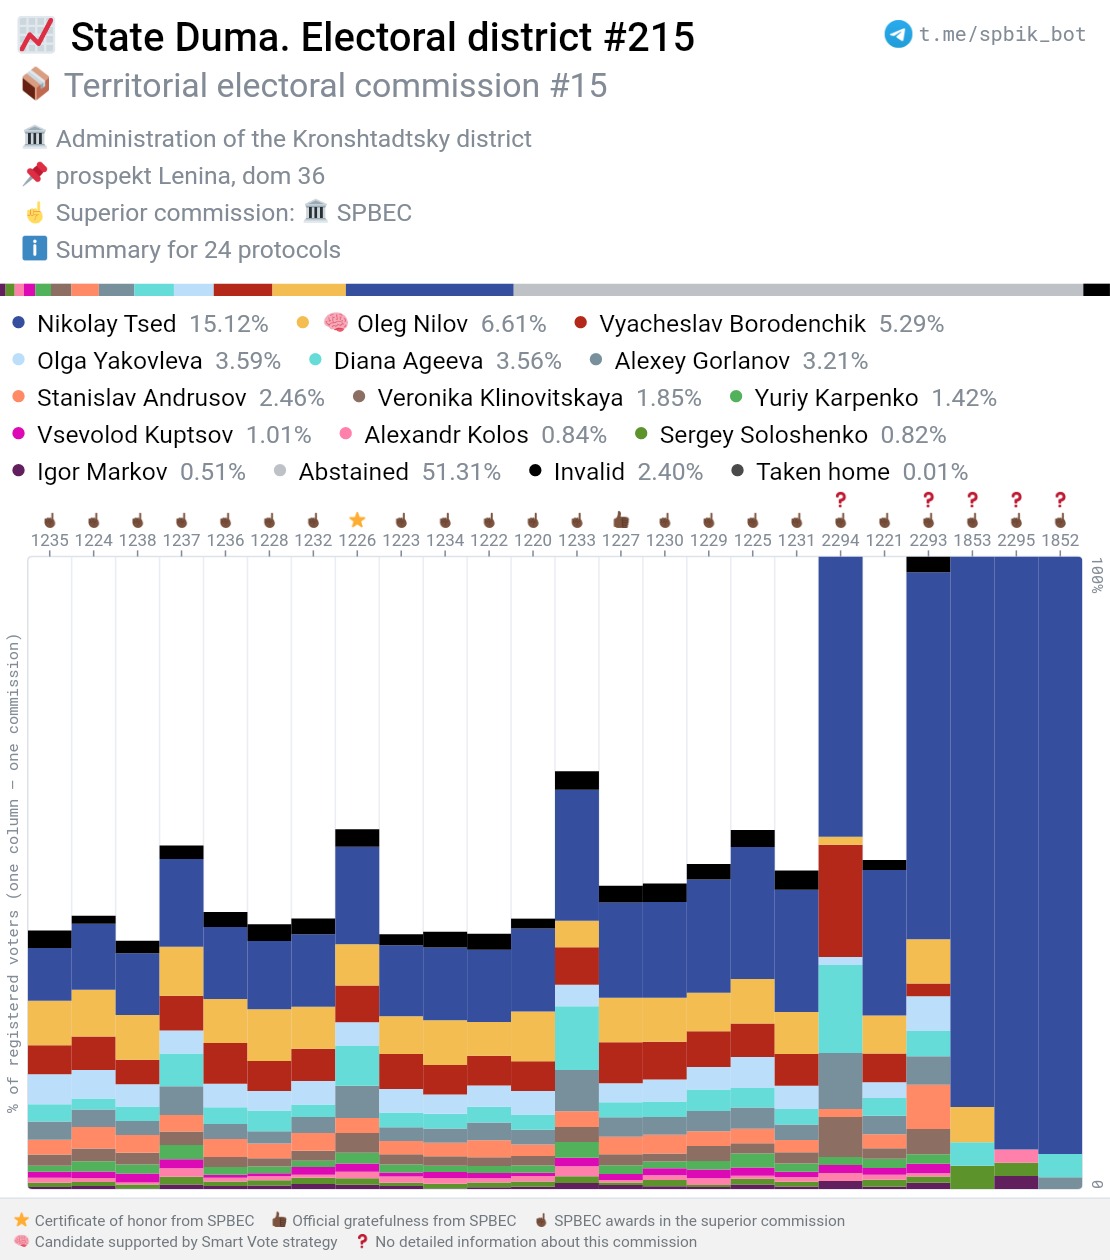 State Duma. Electoral district #215
t.me/spbik_bot
Territorial electoral commission #15
Administration of the Kronshtadtsky district
prospekt Lenina, dom 36
Superior commission: SPBEC
Summary for 24 protocols
Nikolay Tsed 15.12% Oleg Nilov 6.61% Vyacheslav Borodenchik 5.29%
Olga Yakovleva 3.59% Diana Ageeva 3.56% Alexey Gorlanov 3.21%
Stanislav Andrusov 2.46% Veronika Klinovitskaya 1.85% Yuriy Karpenko 1.42%
Vsevolod Kuptsov 1.01% Alexandr Kolos 0.84% Sergey Soloshenko 0.82%
Igor Markov 0.51% Abstained 51.31% Invalid 2.40% Taken home 0.01%
1235 1224 1238 1237 1236 1228 1232 1226 1223 1234 1222 1220 1233 1227 1230 1229 1225 1231 2294 1221 2293 1853 2295 1852
100%
% of registered voters (one column – one commission)
0
Certificate of honor from SPBEC Official gratefulness from SPBEC SPBEC awards in the superior commission
Candidate supported by Smart Vote strategy ? No detailed information about this commission